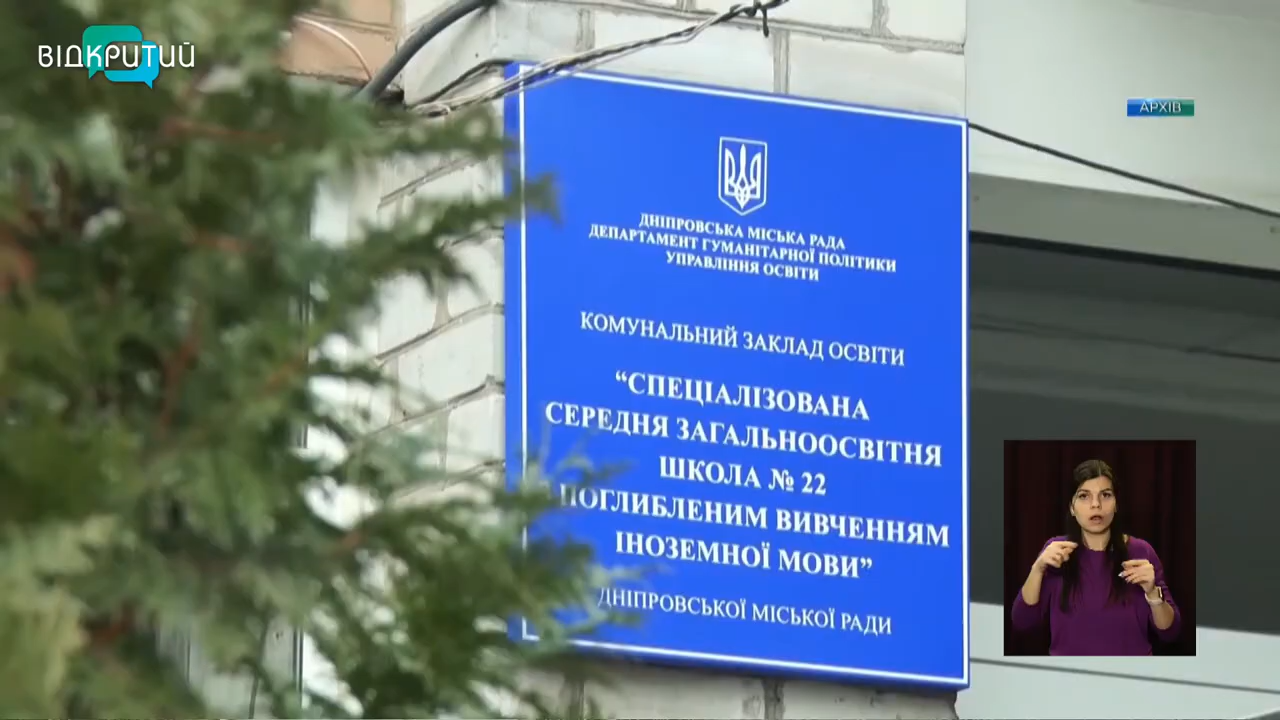 ВІДКРИТИЙ
АРХІВ
ДНІПРОВСЬКА МІСЬКА РАДА
ДЕПАРТАМЕНТ ГУМАНІТАРНОЇ ПОЛІТИКИ
УПРАВЛІННЯ ОСВІТИ
КОМУНАЛЬНИЙ ЗАКЛАД ОСВІТИ
“СПЕЦІАЛІЗОВАНА
СЕРЕДНЯ ЗАГАЛЬНООСВІТНЯ
ШКОЛА № 22
ПОГЛИБЛЕНИМ ВИВЧЕННЯМ
ІНОЗЕМНОЇ МОВИ”
ДНІПРОВСЬКОЇ МІСЬКОЇ РАДИ